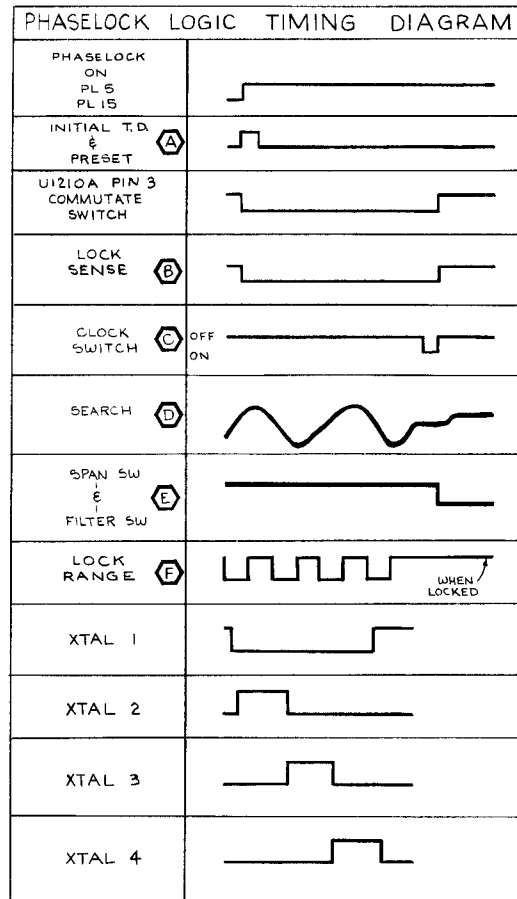 PHASELOCK LOGIC TIMING DIAGRAM
PHASELOCK
ON
PL 5
PL 15
INITIAL T.D.
&
PRESET
A
U1210A PIN 3
COMMUTATE
SWITCH
LOCK
SENSE
B
CLOCK
SWITCH
C
OFF
ON
SEARCH
D
SPAN SW
&
FILTER SW
E
LOCK
RANGE
F
WHEN
LOCKED
XTAL 1
XTAL 2
XTAL 3
XTAL 4